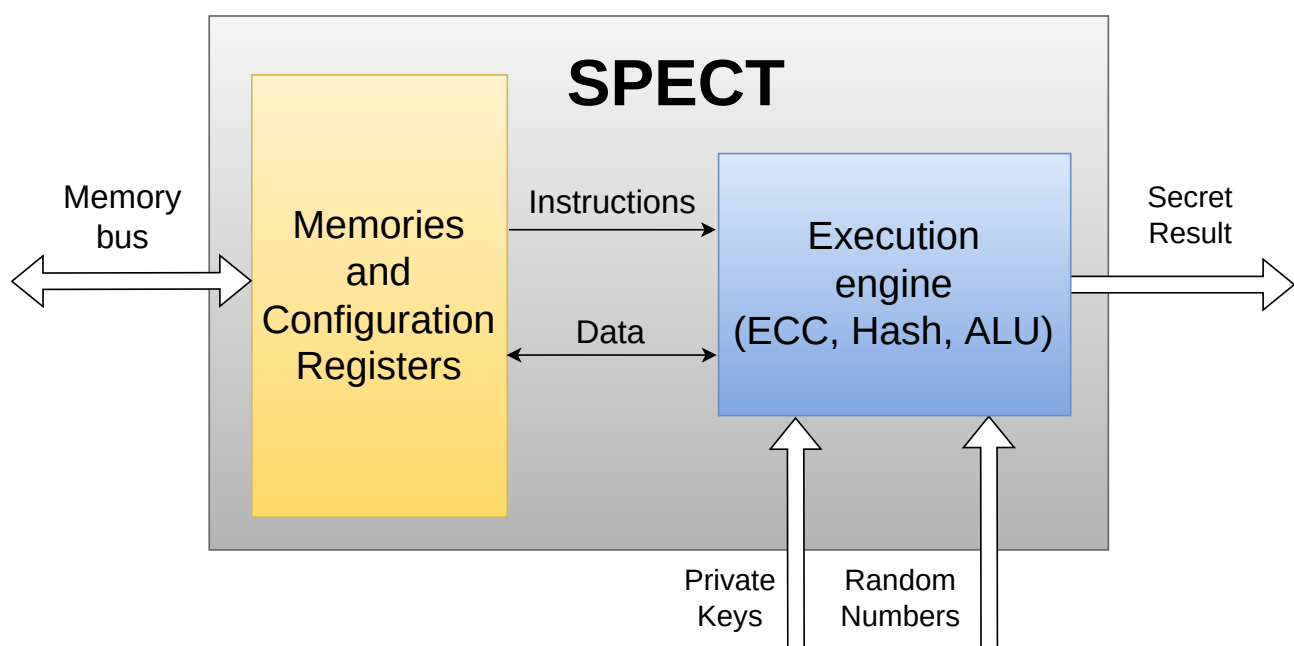 SPECT
Memory
bus
Memories
and
Configuration
Registers
Instructions
Data
Execution
engine
(ECC, Hash, ALU)
Secret
Result
Private
Keys
Random
Numbers